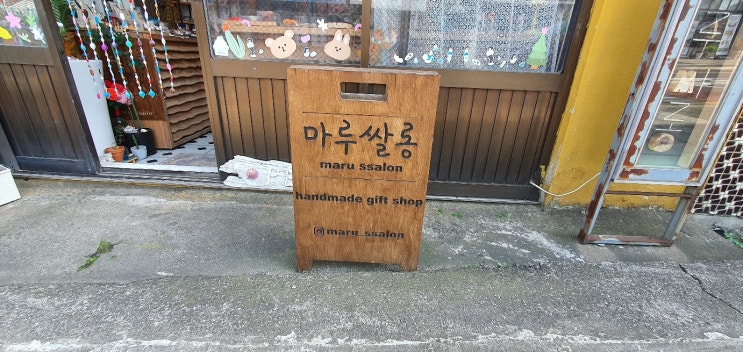 마루쌀롱
maru ssalon
handmade gift shop
@maru_ssalon